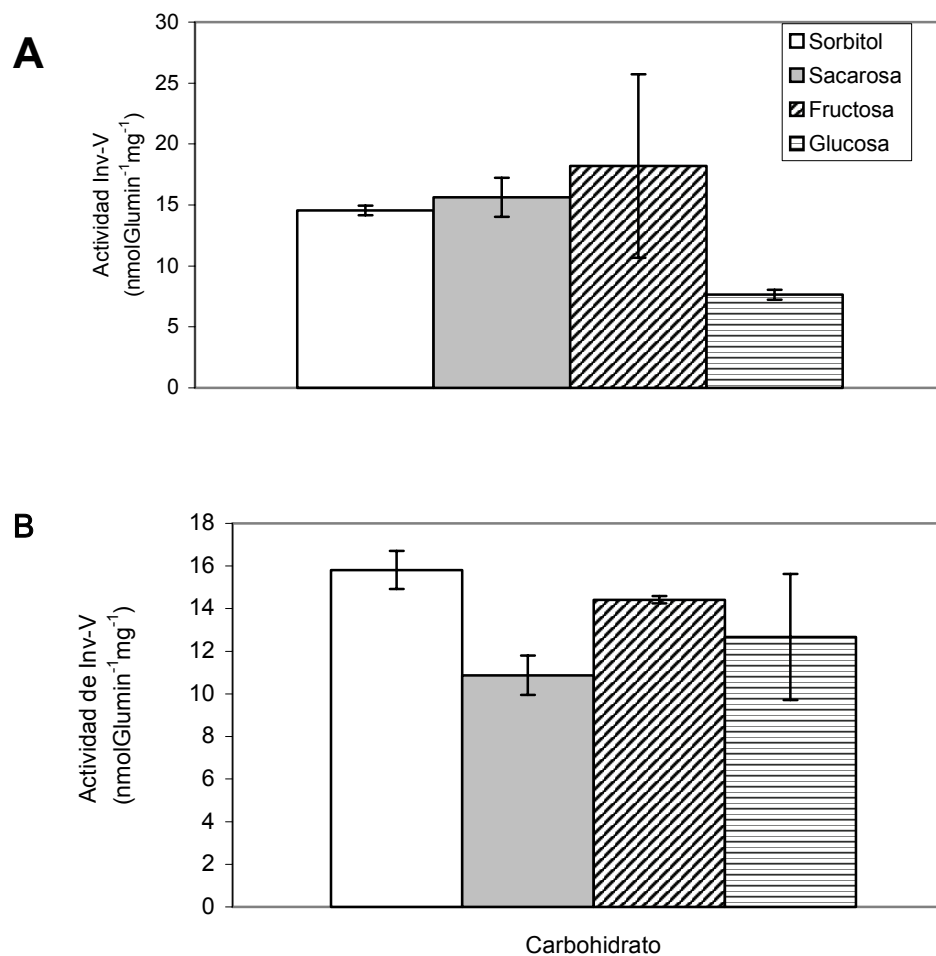 A
Actividad Inv-V
(nmolGlumin⁻¹mg⁻¹)
30
25
20
15
10
5
0
Sorbitol
Sacarosa
Fructosa
Glucosa
B
Actividad de Inv-V
(nmolGlumin⁻¹mg⁻¹)
18
16
14
12
10
8
6
4
2
0
Carbohidrato